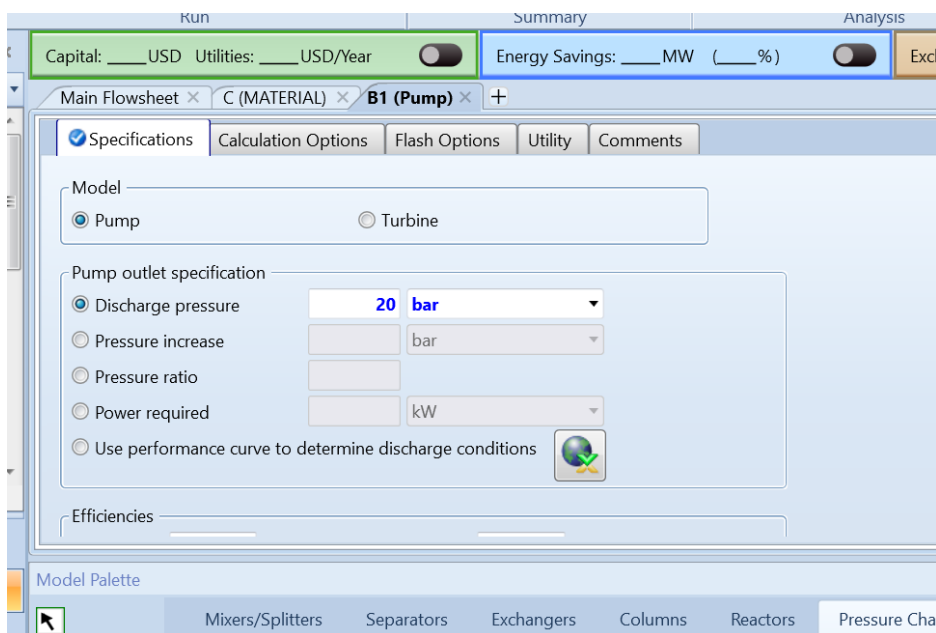 Run Summary Analysis
Capital: ____USD Utilities: ____USD/Year Energy Savings: ____MW (____%)
Main Flowsheet C (MATERIAL) B1 (Pump) +
Specifications Calculation Options Flash Options Utility Comments
Model
Pump Turbine
Pump outlet specification
Discharge pressure 20 bar
Pressure increase bar
Pressure ratio
Power required kW
Use performance curve to determine discharge conditions
Efficiencies
Model Palette
Mixers/Splitters Separators Exchangers Columns Reactors Pressure Cha